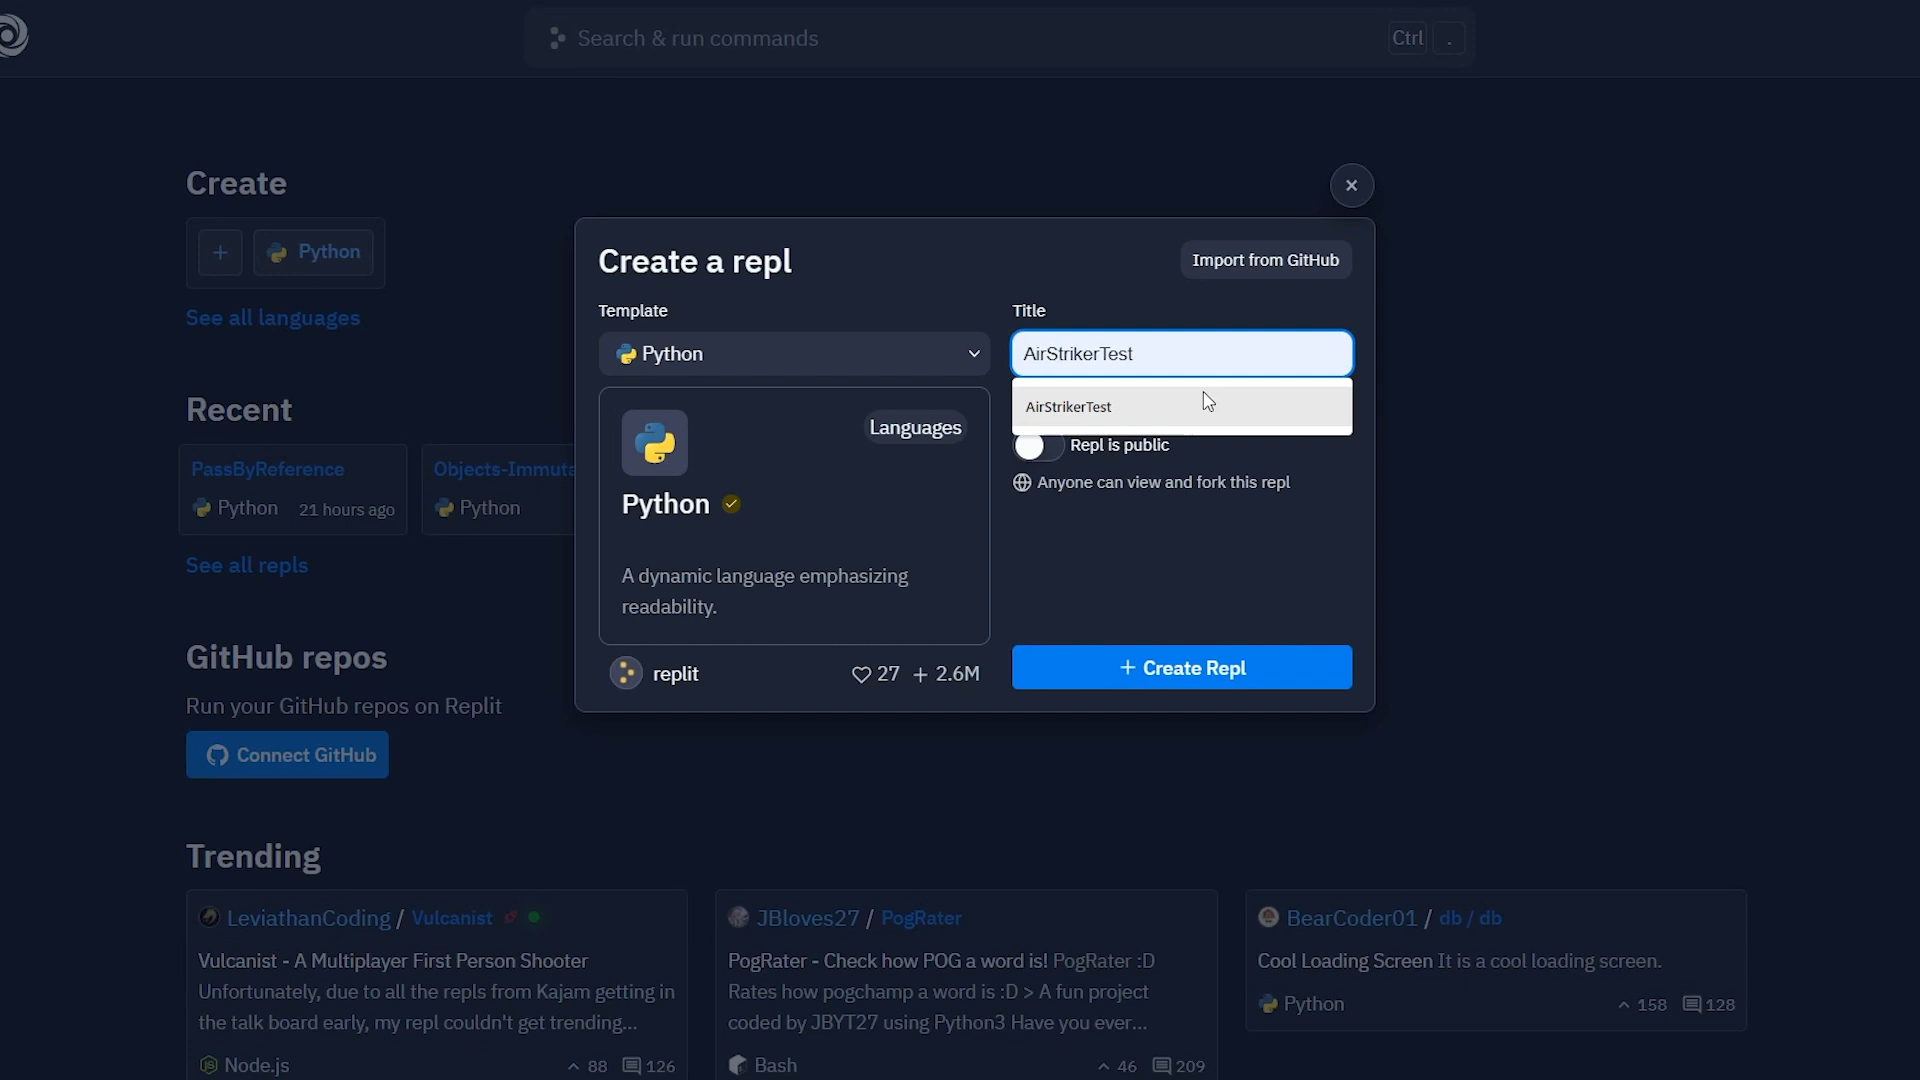 Search & run commands
Ctrl .
Create
Python
See all languages
Recent
PassByReference
Python 21 hours ago
Objects-Immuta
Python
See all repls
GitHub repos
Run your GitHub repos on Replit
Connect GitHub
Create a repl
Import from GitHub
Template
Python
Languages
Python
A dynamic language emphasizing
readability.
replit
27 + 2.6M
Title
AirStrikerTest
AirStrikerTest
Repl is public
Anyone can view and fork this repl
+ Create Repl
Trending
LeviathanCoding / Vulcanist
Vulcanist - A Multiplayer First Person Shooter
Unfortunately, due to all the repls from Kajam getting in
the talk board early, my repl couldn't get trending...
Node.js 88 126
JBloves27 / PogRater
PogRater - Check how POG a word is! PogRater :D
Rates how pogchamp a word is :D > A fun project
coded by JBYT27 using Python3 Have you ever...
Bash 46 209
BearCoder01 / db / db
Cool Loading Screen It is a cool loading screen.
Python 158 128